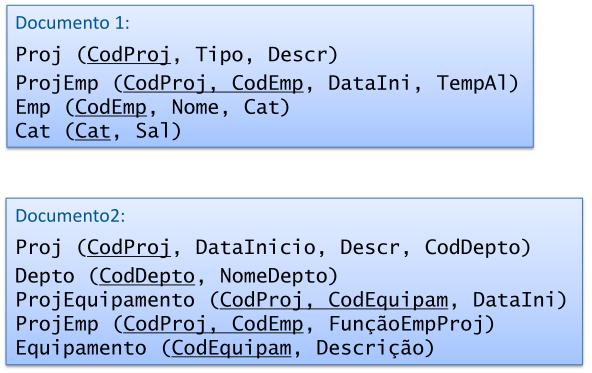 Documento 1:
Proj (CodProj, Tipo, Descr)
ProjEmp (CodProj, CodEmp, DataIni, TempAl)
Emp (CodEmp, Nome, Cat)
Cat (Cat, Sal)
Documento2:
Proj (CodProj, DataInicio, Descr, CodDepto)
Depto (CodDepto, NomeDepto)
ProjEquipamento (CodProj, CodEquipam, DataIni)
ProjEmp (CodProj, CodEmp, FunçãoEmpProj)
Equipamento (CodEquipam, Descrição)